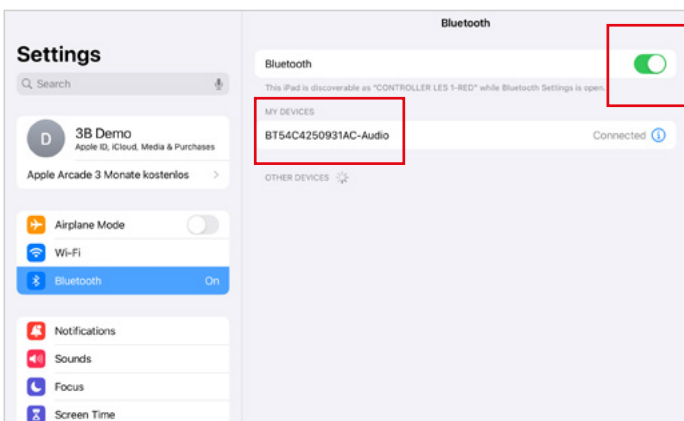 Bluetooth
Settings
Search
D
3B Demo
Apple ID, iCloud, Media & Purchases
Apple Arcade 3 Monate kostenlos
Airplane Mode
Wi-Fi
Bluetooth On
Notifications
Sounds
Focus
Screen Time
Bluetooth
This iPad is discoverable as "CONTROLLER LES 1-RED" while Bluetooth Settings is open.
MY DEVICES
BT54C4250931AC-Audio Connected
OTHER DEVICES